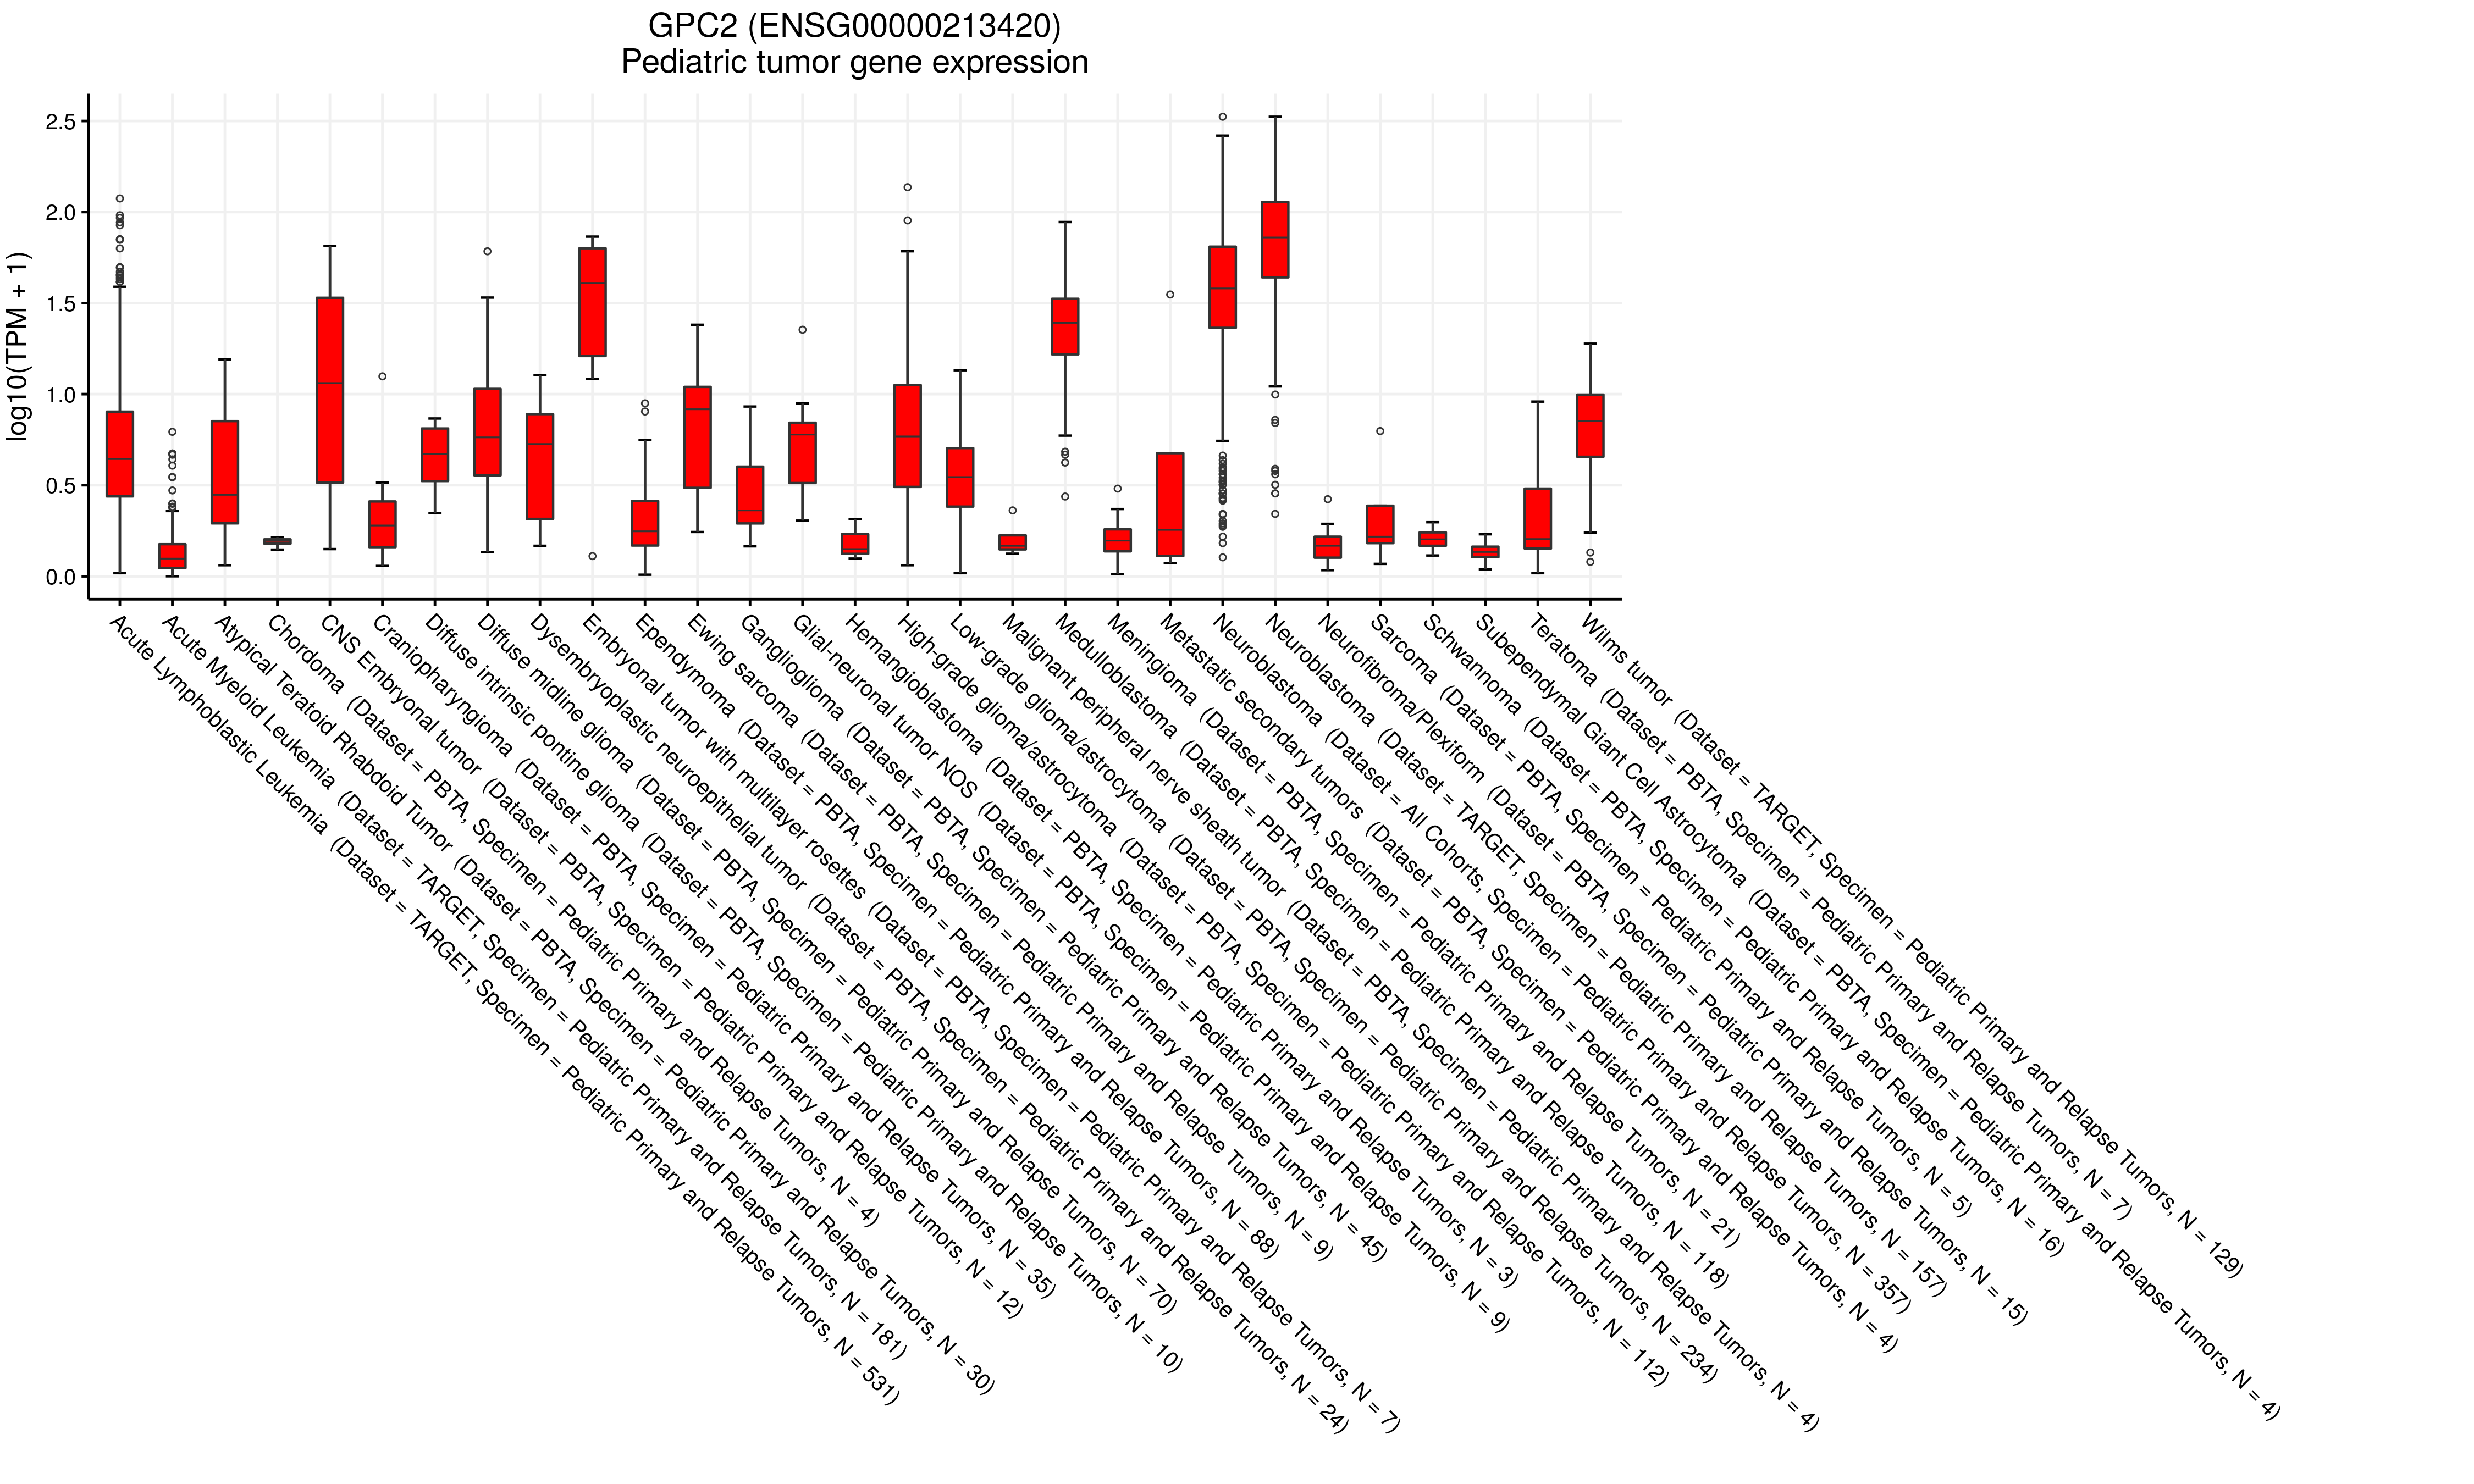 GPC2 (ENSG00000213420)
Pediatric tumor gene expression
log10(TPM + 1)
2.5
2.0
1.5
1.0
0.5
0.0
Acute Lymphoblastic Leukemia (Dataset = TARGET, Specimen = Pediatric Primary and Relapse Tumors, N = 531)
Acute Myeloid Leukemia (Dataset = TARGET, Specimen = Pediatric Primary and Relapse Tumors, N = 181)
Atypical Teratoid Rhabdoid Tumor (Dataset = PBTA, Specimen = Pediatric Primary and Relapse Tumors, N = 30)
Chordoma (Dataset = PBTA, Specimen = Pediatric Primary and Relapse Tumors, N = 4)
CNS Embryonal tumor (Dataset = PBTA, Specimen = Pediatric Primary and Relapse Tumors, N = 12)
Craniopharyngioma (Dataset = PBTA, Specimen = Pediatric Primary and Relapse Tumors, N = 35)
Diffuse intrinsic pontine glioma (Dataset = PBTA, Specimen = Pediatric Primary and Relapse Tumors, N = 10)
Diffuse midline glioma (Dataset = PBTA, Specimen = Pediatric Primary and Relapse Tumors, N = 70)
Dysembryoplastic neuroepithelial tumor (Dataset = PBTA, Specimen = Pediatric Primary and Relapse Tumors, N = 24)
Embryonal tumor with multilayer rosettes (Dataset = PBTA, Specimen = Pediatric Primary and Relapse Tumors, N = 7)
Ependymoma (Dataset = PBTA, Specimen = Pediatric Primary and Relapse Tumors, N = 88)
Ewing sarcoma (Dataset = PBTA, Specimen = Pediatric Primary and Relapse Tumors, N = 9)
Ganglioglioma (Dataset = PBTA, Specimen = Pediatric Primary and Relapse Tumors, N = 45)
Glial-neuronal tumor NOS (Dataset = PBTA, Specimen = Pediatric Primary and Relapse Tumors, N = 9)
Hemangioblastoma (Dataset = PBTA, Specimen = Pediatric Primary and Relapse Tumors, N = 3)
High-grade glioma/astrocytoma (Dataset = PBTA, Specimen = Pediatric Primary and Relapse Tumors, N = 112)
Low-grade glioma/astrocytoma (Dataset = PBTA, Specimen = Pediatric Primary and Relapse Tumors, N = 234)
Malignant peripheral nerve sheath tumor (Dataset = PBTA, Specimen = Pediatric Primary and Relapse Tumors, N = 4)
Medulloblastoma (Dataset = PBTA, Specimen = Pediatric Primary and Relapse Tumors, N = 118)
Meningioma (Dataset = PBTA, Specimen = Pediatric Primary and Relapse Tumors, N = 21)
Metastatic secondary tumors (Dataset = PBTA, Specimen = Pediatric Primary and Relapse Tumors, N = 4)
Neuroblastoma (Dataset = All Cohorts, Specimen = Pediatric Primary and Relapse Tumors, N = 357)
Neuroblastoma (Dataset = TARGET, Specimen = Pediatric Primary and Relapse Tumors, N = 157)
Neurofibroma/Plexiform (Dataset = PBTA, Specimen = Pediatric Primary and Relapse Tumors, N = 15)
Sarcoma (Dataset = PBTA, Specimen = Pediatric Primary and Relapse Tumors, N = 5)
Schwannoma (Dataset = PBTA, Specimen = Pediatric Primary and Relapse Tumors, N = 16)
Subependymal Giant Cell Astrocytoma (Dataset = PBTA, Specimen = Pediatric Primary and Relapse Tumors, N = 4)
Teratoma (Dataset = PBTA, Specimen = Pediatric Primary and Relapse Tumors, N = 7)
Wilms tumor (Dataset = TARGET, Specimen = Pediatric Primary and Relapse Tumors, N = 129)